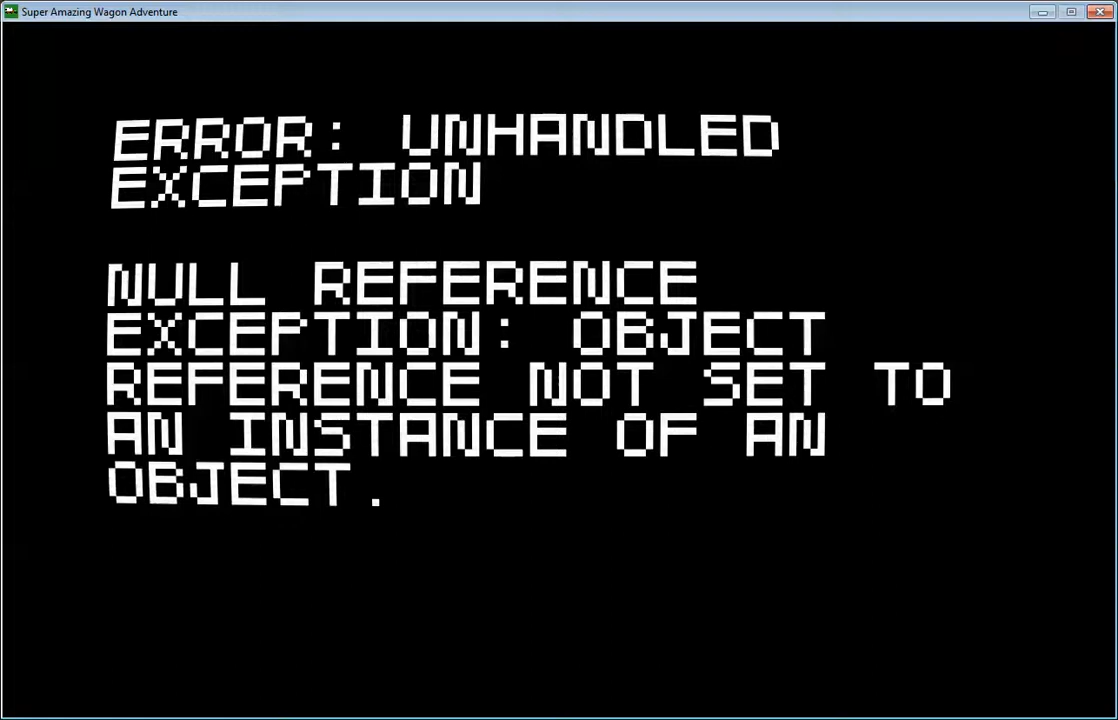 Super Amazing Wagon Adventure
ERROR: UNHANDLED
EXCEPTION
NULL REFERENCE
EXCEPTION: OBJECT
REFERENCE NOT SET TO
AN INSTANCE OF AN
OBJECT.